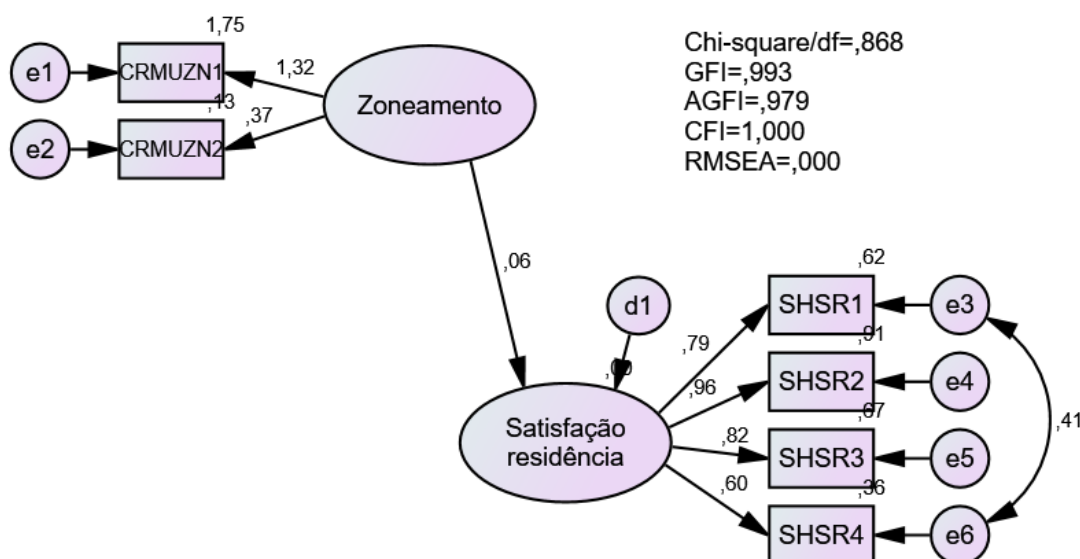 1,75
Chi-square/df=,868
GFI=,993
AGFI=,979
CFI=1,000
RMSEA=,000
e1
CRMUZN1
1,32
Zoneamento
,13
,37
e2
CRMUZN2
,06
,62
d1
SHSR1
e3
,79
,91
,00
,96
SHSR2
e4
Satisfação
residência
,67
,41
,82
SHSR3
e5
,60
,36
SHSR4
e6